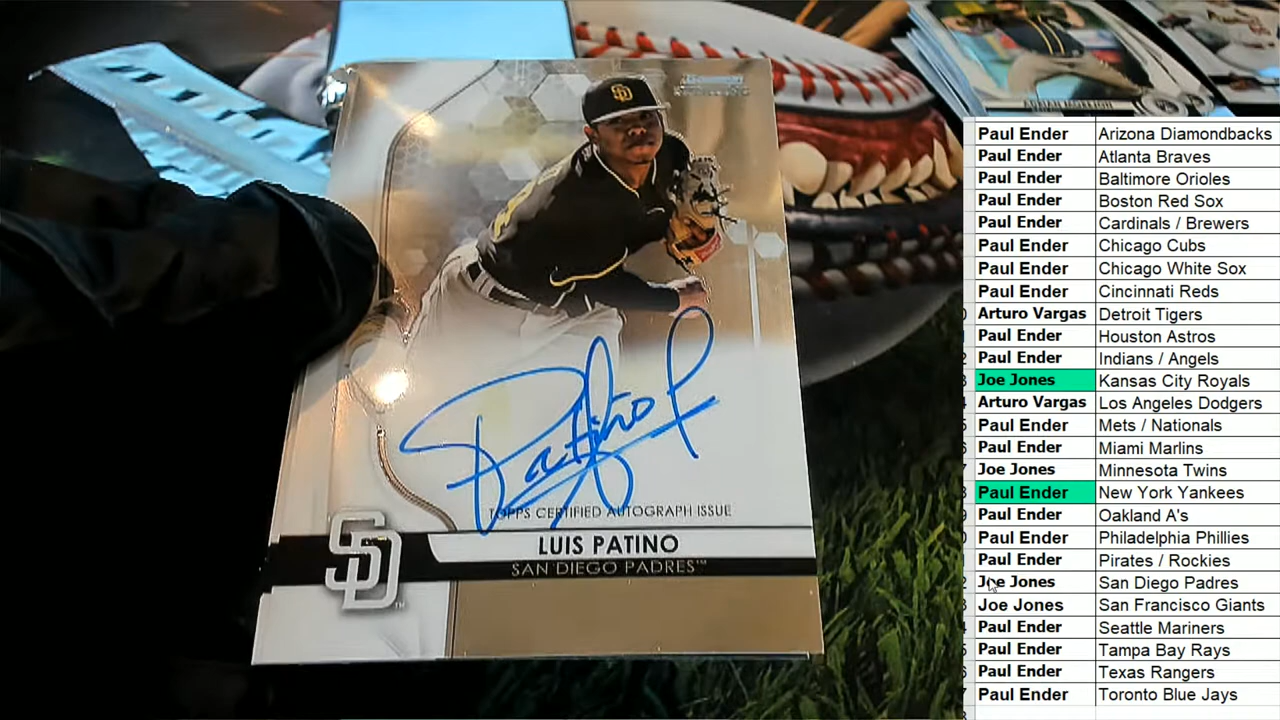 ADRIAN MOREJON
SD
Patiño
TOPPS CERTIFIED AUTOGRAPH ISSUE
LUIS PATINO
SD
SAN DIEGO PADRES™
Paul Ender Arizona Diamondbacks
Paul Ender Atlanta Braves
Paul Ender Baltimore Orioles
Paul Ender Boston Red Sox
Paul Ender Cardinals / Brewers
Paul Ender Chicago Cubs
Paul Ender Chicago White Sox
Paul Ender Cincinnati Reds
Arturo Vargas Detroit Tigers
Paul Ender Houston Astros
Paul Ender Indians / Angels
Joe Jones Kansas City Royals
Arturo Vargas Los Angeles Dodgers
Paul Ender Mets / Nationals
Paul Ender Miami Marlins
Joe Jones Minnesota Twins
Paul Ender New York Yankees
Paul Ender Oakland A's
Paul Ender Philadelphia Phillies
Paul Ender Pirates / Rockies
Joe Jones San Diego Padres
Joe Jones San Francisco Giants
Paul Ender Seattle Mariners
Paul Ender Tampa Bay Rays
Paul Ender Texas Rangers
Paul Ender Toronto Blue Jays